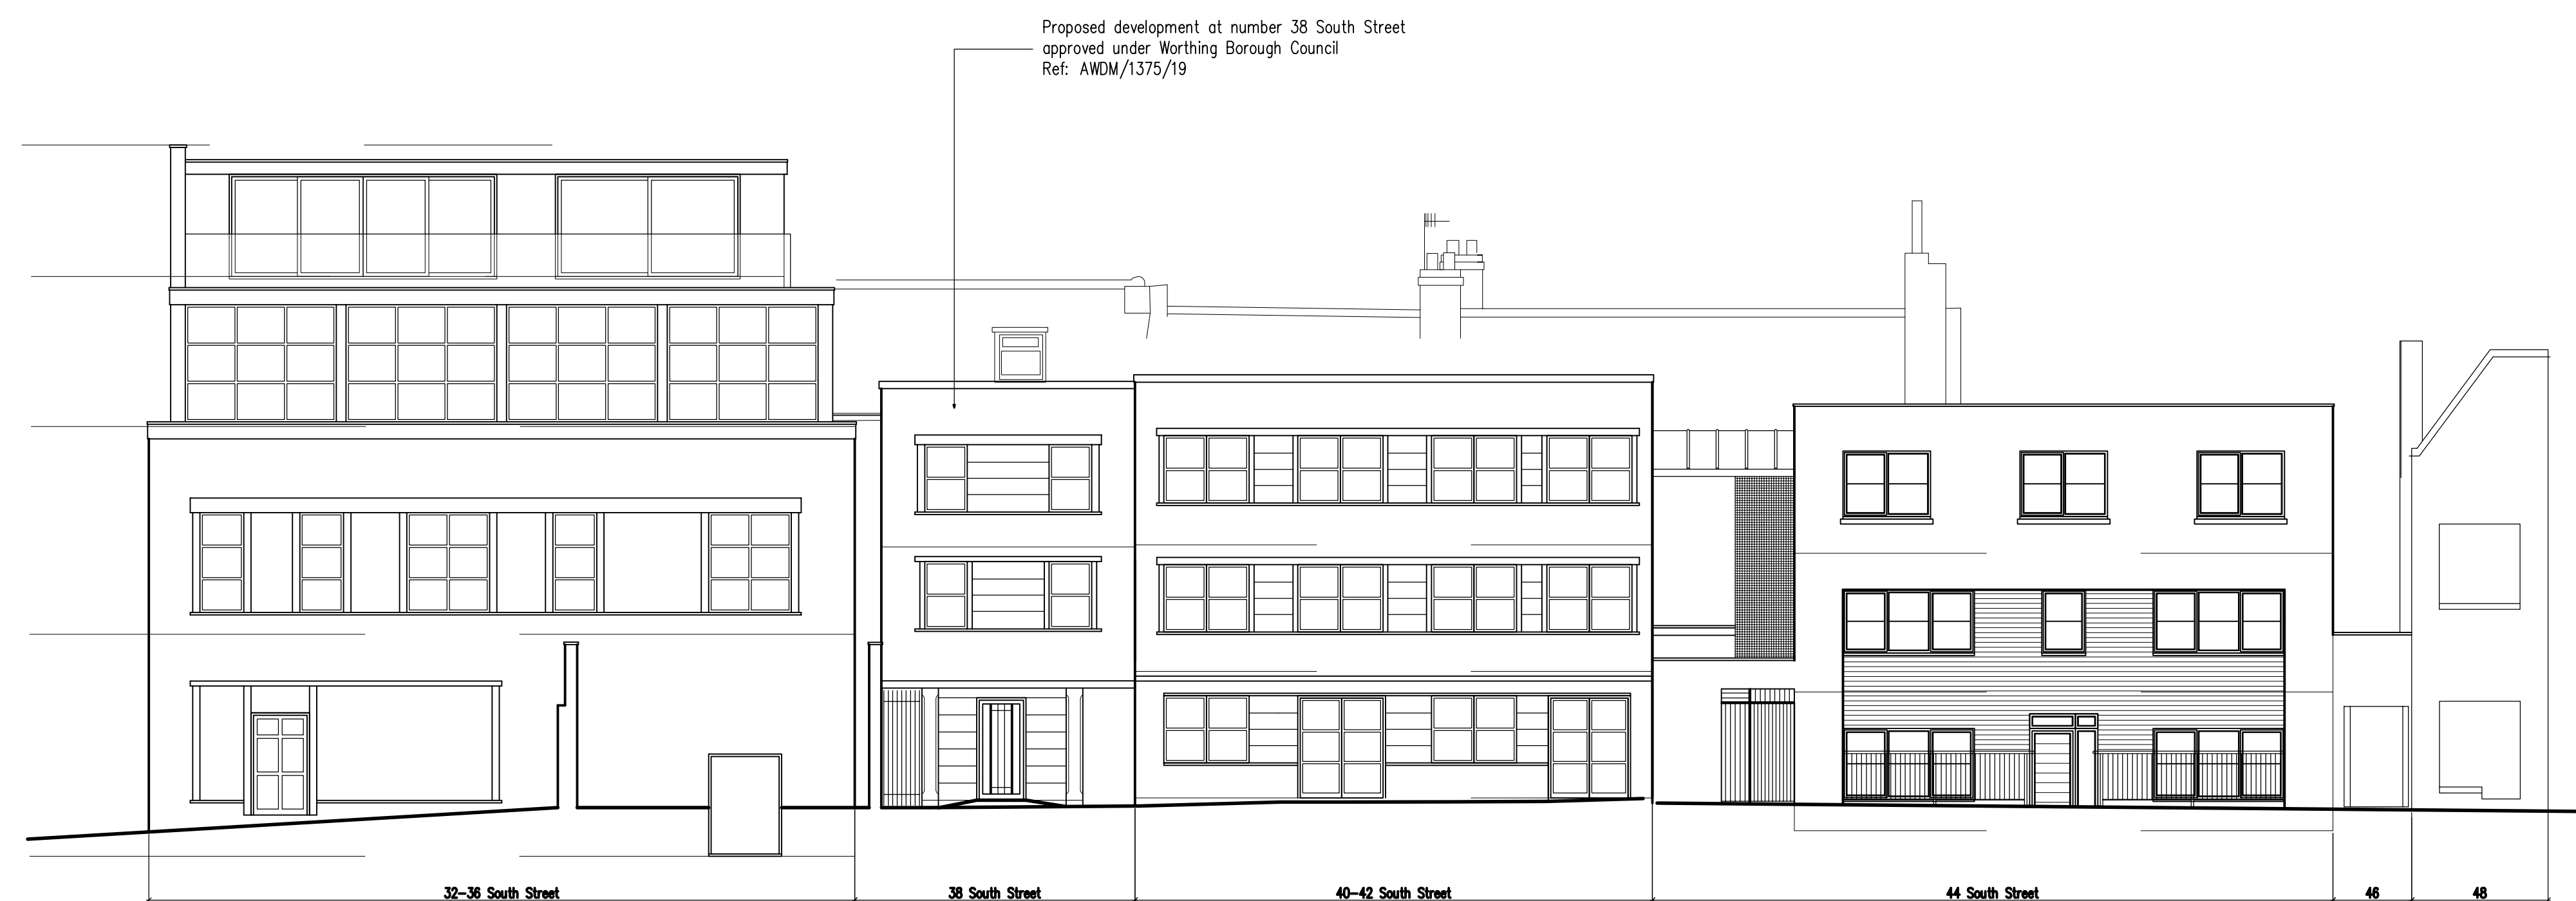 Proposed development at number 38 South Street
approved under Worthing Borough Council
Ref: AWDM/1375/19
32-36 South Street
38 South Street
40-42 South Street
44 South Street
46
48